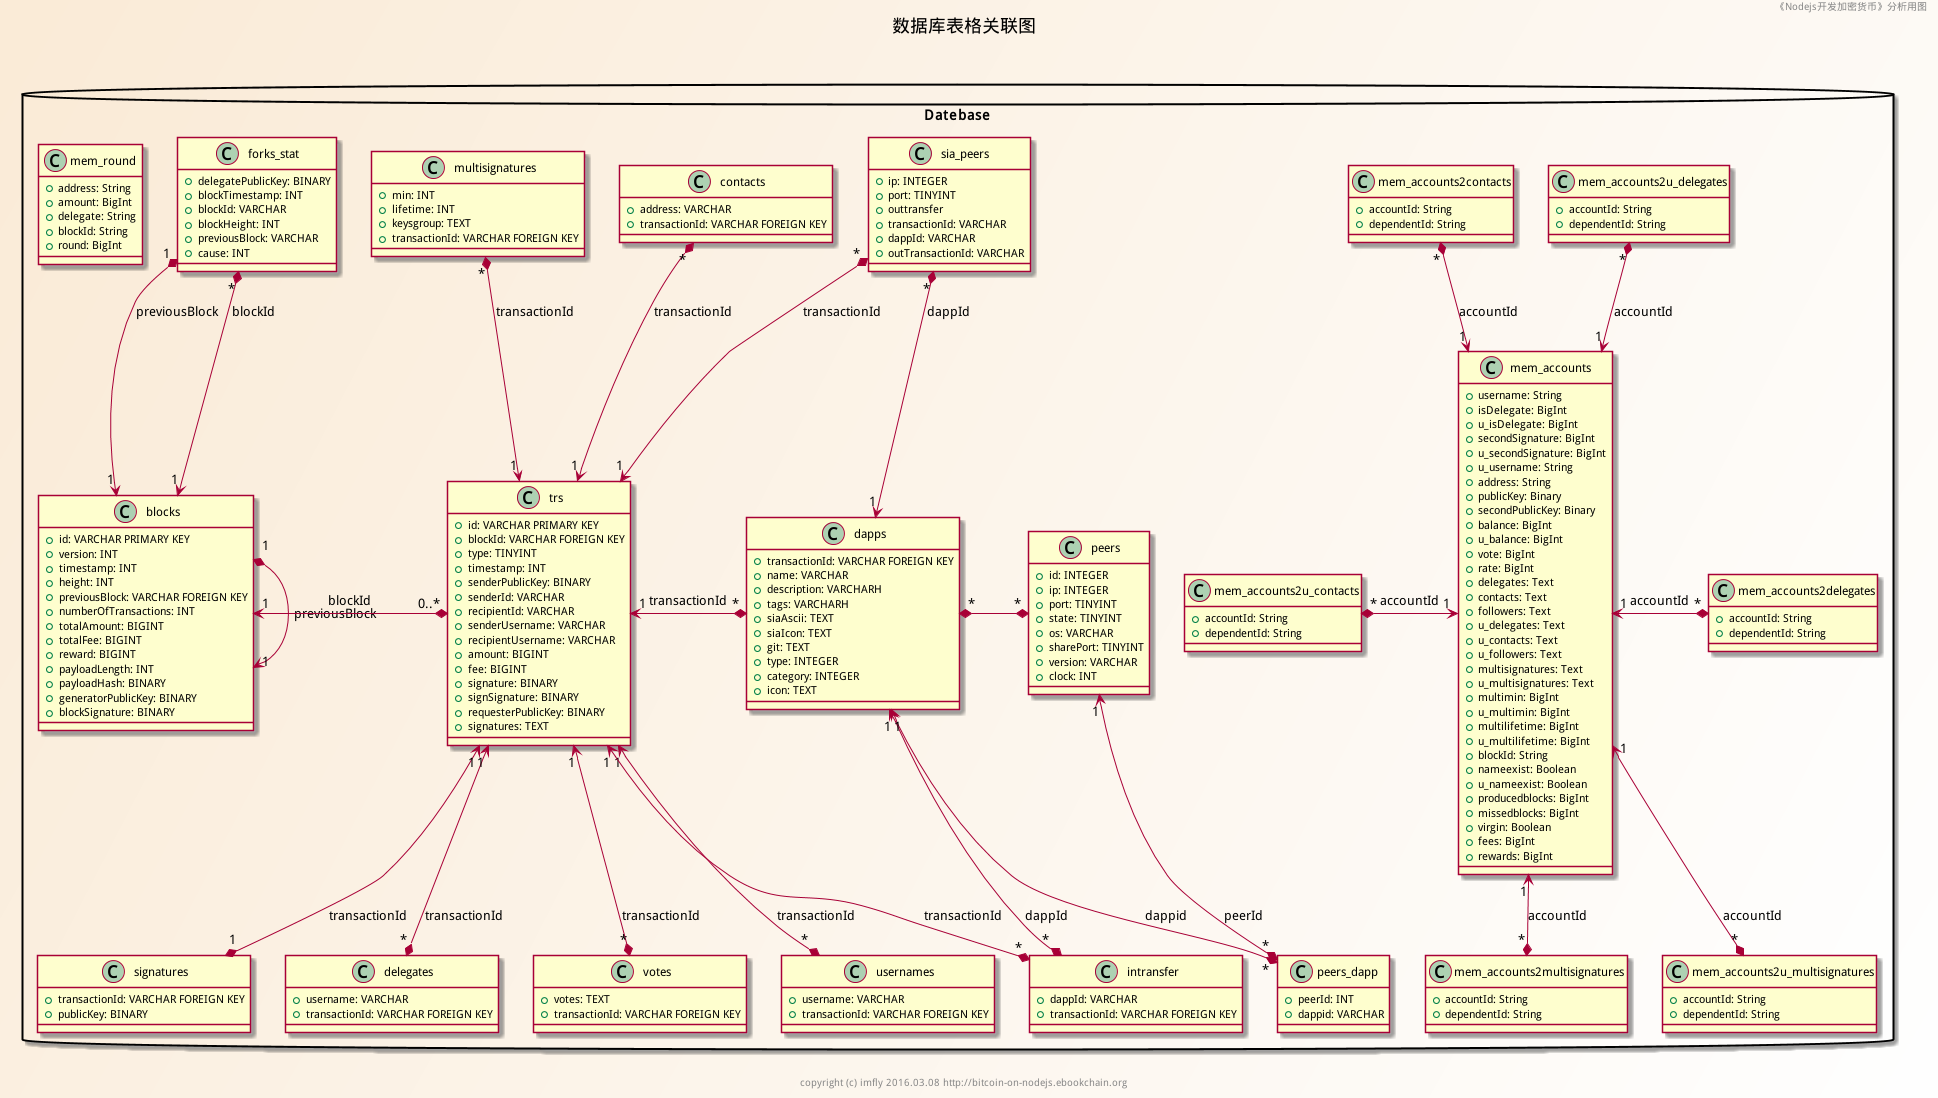 《Nodejs开发加密货币》分析用图
数据库表格关联图
Datebase
C mem_round
address: String
amount: BigInt
delegate: String
blockId: String
round: BigInt
C forks_stat
delegatePublicKey: BINARY
blockTimestamp: INT
blockId: VARCHAR
blockHeight: INT
previousBlock: VARCHAR
cause: INT
C multisignatures
min: INT
lifetime: INT
keysgroup: TEXT
transactionId: VARCHAR FOREIGN KEY
C contacts
address: VARCHAR
transactionId: VARCHAR FOREIGN KEY
C sia_peers
ip: INTEGER
port: TINYINT
outtransfer
transactionId: VARCHAR
dappId: VARCHAR
outTransactionId: VARCHAR
C mem_accounts2contacts
accountId: String
dependentId: String
C mem_accounts2u_delegates
accountId: String
dependentId: String
1
*
*
*
*
*
*
*
previousBlock
blockId
transactionId
transactionId
transactionId
dappId
accountId
accountId
1
1
1
1
1
1
1
1
C blocks
id: VARCHAR PRIMARY KEY
version: INT
timestamp: INT
height: INT
previousBlock: VARCHAR FOREIGN KEY
numberOfTransactions: INT
totalAmount: BIGINT
totalFee: BIGINT
reward: BIGINT
payloadLength: INT
payloadHash: BINARY
generatorPublicKey: BINARY
blockSignature: BINARY
1
1
blockId
0..*
previousBlock
1
C trs
id: VARCHAR PRIMARY KEY
blockId: VARCHAR FOREIGN KEY
type: TINYINT
timestamp: INT
senderPublicKey: BINARY
senderId: VARCHAR
recipientId: VARCHAR
senderUsername: VARCHAR
recipientUsername: VARCHAR
amount: BIGINT
fee: BIGINT
signature: BINARY
signSignature: BINARY
requesterPublicKey: BINARY
signatures: TEXT
1 transactionId *
C dapps
transactionId: VARCHAR FOREIGN KEY
name: VARCHAR
description: VARCHARH
tags: VARCHARH
siaAscii: TEXT
siaIcon: TEXT
git: TEXT
type: INTEGER
category: INTEGER
icon: TEXT
* *
C peers
id: INTEGER
ip: INTEGER
port: TINYINT
state: TINYINT
os: VARCHAR
sharePort: TINYINT
version: VARCHAR
clock: INT
C mem_accounts2u_contacts
accountId: String
dependentId: String
* accountId 1
C mem_accounts
username: String
isDelegate: BigInt
u_isDelegate: BigInt
secondSignature: BigInt
u_secondSignature: BigInt
u_username: String
address: String
publicKey: Binary
secondPublicKey: Binary
balance: BigInt
u_balance: BigInt
vote: BigInt
rate: BigInt
delegates: Text
contacts: Text
followers: Text
u_delegates: Text
u_contacts: Text
u_followers: Text
multisignatures: Text
u_multisignatures: Text
multimin: BigInt
u_multimin: BigInt
multilifetime: BigInt
u_multilifetime: BigInt
blockId: String
nameexist: Boolean
u_nameexist: Boolean
producedblocks: BigInt
missedblocks: BigInt
virgin: Boolean
fees: BigInt
rewards: BigInt
1 accountId *
C mem_accounts2delegates
accountId: String
dependentId: String
1
1
1
1
1
1
1
1
1
1
transactionId
transactionId
transactionId
transactionId
transactionId
dappId
dappid
peerId
accountId
accountId
1
*
*
*
*
*
*
*
*
*
C signatures
transactionId: VARCHAR FOREIGN KEY
publicKey: BINARY
C delegates
username: VARCHAR
transactionId: VARCHAR FOREIGN KEY
C votes
votes: TEXT
transactionId: VARCHAR FOREIGN KEY
C usernames
username: VARCHAR
transactionId: VARCHAR FOREIGN KEY
C intransfer
dappId: VARCHAR
transactionId: VARCHAR FOREIGN KEY
C peers_dapp
peerId: INT
dappid: VARCHAR
C mem_accounts2multisignatures
accountId: String
dependentId: String
C mem_accounts2u_multisignatures
accountId: String
dependentId: String
copyright (c) imfly 2016.03.08 http://bitcoin-on-nodejs.ebookchain.org